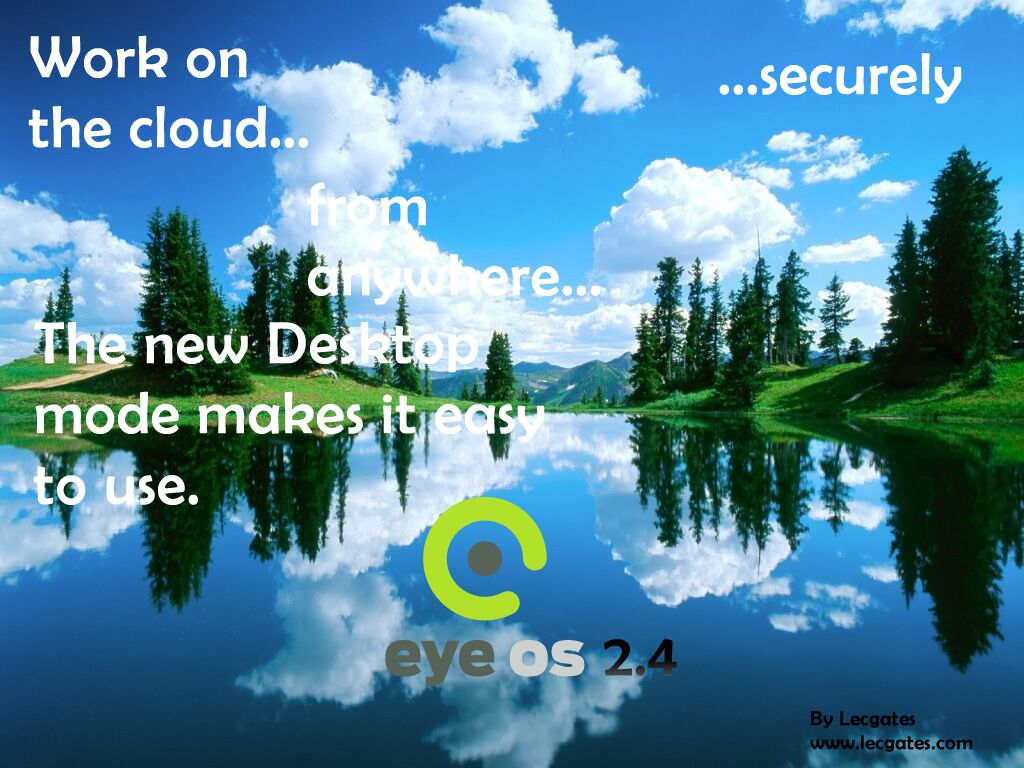 Work on
the cloud...
...securely
from
anywhere...
The new Desktop
mode makes it easy
to use.
eye os 2.4
By Lecgates
www.lecgates.com